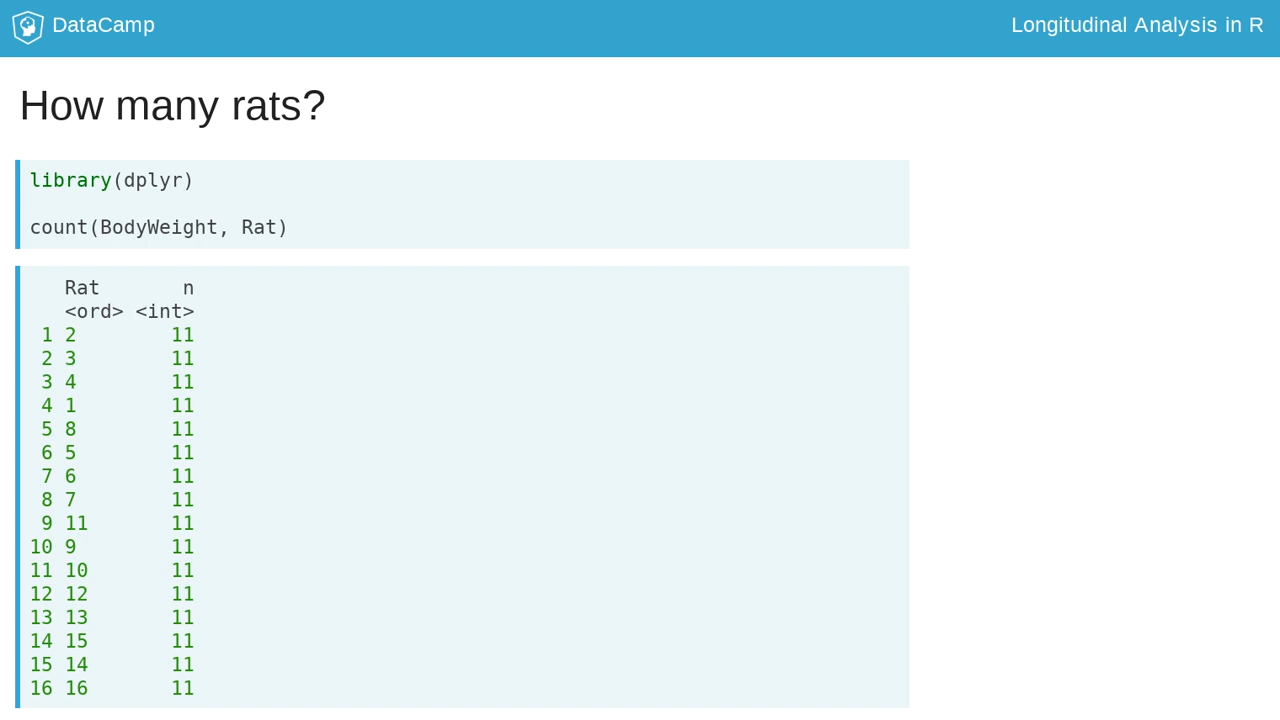 DataCamp
Longitudinal Analysis in R
How many rats?
library(dplyr)
count(BodyWeight, Rat)
   Rat       n
   <ord> <int>
 1 2        11
 2 3        11
 3 4        11
 4 1        11
 5 8        11
 6 5        11
 7 6        11
 8 7        11
 9 11       11
10 9        11
11 10       11
12 12       11
13 13       11
14 15       11
15 14       11
16 16       11